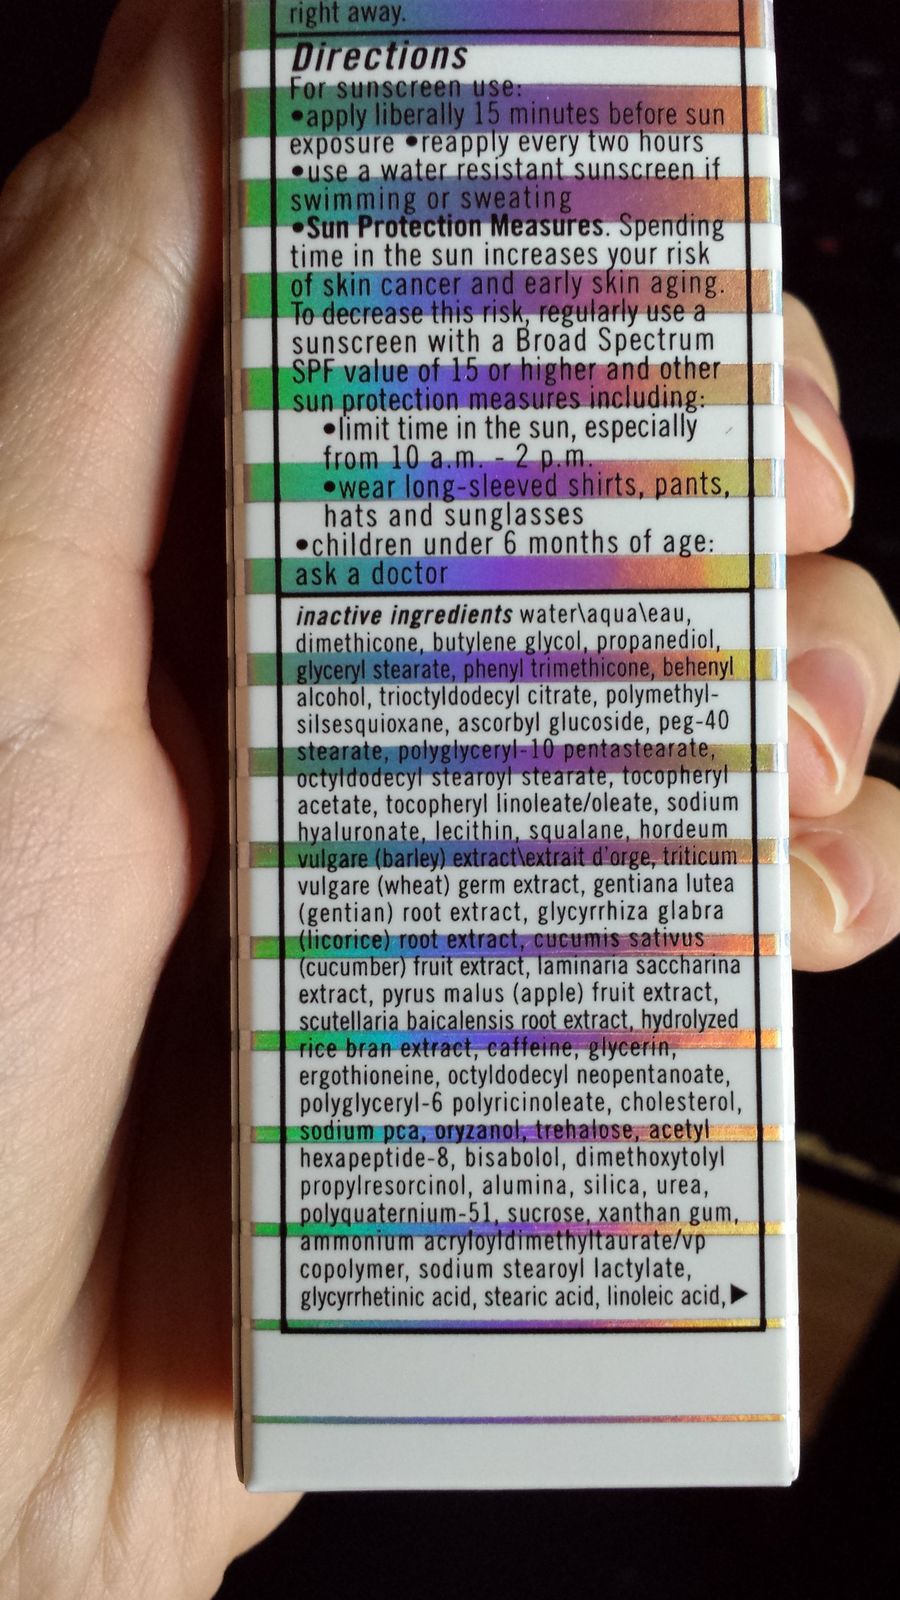 right away.
Directions
For sunscreen use:
•apply liberally 15 minutes before sun
exposure •reapply every two hours
•use a water resistant sunscreen if
swimming or sweating
•Sun Protection Measures. Spending
time in the sun increases your risk
of skin cancer and early skin aging.
To decrease this risk, regularly use a
sunscreen with a Broad Spectrum
SPF value of 15 or higher and other
sun protection measures including:
•limit time in the sun, especially
from 10 a.m. - 2 p.m.
•wear long-sleeved shirts, pants,
hats and sunglasses
•children under 6 months of age:
ask a doctor
inactive ingredients water\aqua\eau,
dimethicone, butylene glycol, propanediol,
glyceryl stearate, phenyl trimethicone, behenyl
alcohol, trioctyldodecyl citrate, polymethyl-
silsesquioxane, ascorbyl glucoside, peg-40
stearate, polyglyceryl-10 pentastearate,
octyldodecyl stearoyl stearate, tocopheryl
acetate, tocopheryl linoleate/oleate, sodium
hyaluronate, lecithin, squalane, hordeum
vulgare (barley) extract\extrait d'orge, triticum
vulgare (wheat) germ extract, gentiana lutea
(gentian) root extract, glycyrrhiza glabra
(licorice) root extract, cucumis sativus
(cucumber) fruit extract, laminaria saccharina
extract, pyrus malus (apple) fruit extract,
scutellaria baicalensis root extract, hydrolyzed
rice bran extract, caffeine, glycerin,
ergothioneine, octyldodecyl neopentanoate,
polyglyceryl-6 polyricinoleate, cholesterol,
sodium pca, oryzanol, trehalose, acetyl
hexapeptide-8, bisabolol, dimethoxytolyl
propylresorcinol, alumina, silica, urea,
polyquaternium-51, sucrose, xanthan gum,
ammonium acryloyldimethyltaurate/vp
copolymer, sodium stearoyl lactylate,
glycyrrhetinic acid, stearic acid, linoleic acid,▶